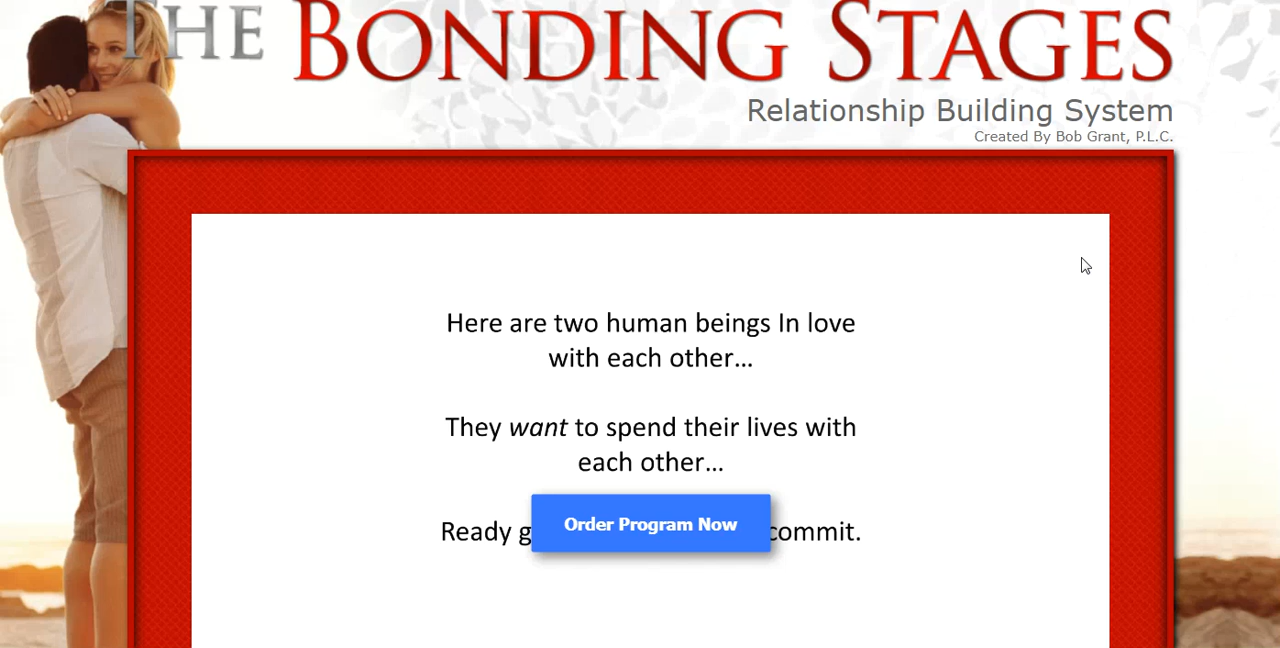 THE BONDING STAGES
Relationship Building System
Created By Bob Grant, P.L.C.
Here are two human beings In love
with each other...
They want to spend their lives with
each other...
Ready commit.
Order Program Now